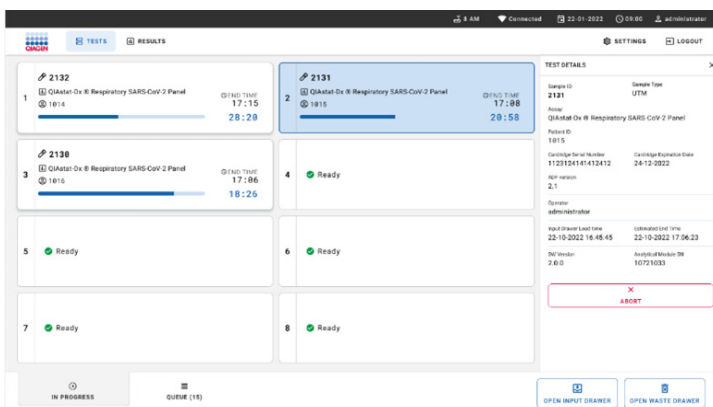 8 AM Connected 22-01-2022 09:00 administrator
QIAGEN TESTS RESULTS SETTINGS LOGOUT
1
2132
QIAstat-Dx ® Respiratory SARS-CoV-2 Panel
1014
END TIME
17:15
28:20
2
2131
QIAstat-Dx ® Respiratory SARS-CoV-2 Panel
1015
END TIME
17:08
20:58
3
2130
QIAstat-Dx ® Respiratory SARS-CoV-2 Panel
1016
END TIME
17:06
18:26
4 Ready
5 Ready
6 Ready
7 Ready
8 Ready
TEST DETAILS X
Sample ID Sample Type
2131 UTM
Assay
QIAstat-Dx ® Respiratory SARS-CoV-2 Panel
Patient ID
1015
Cartridge Serial Number Cartridge Expiration Date
1123124141412412 24-12-2022
ADF version
2.1
Operator
administrator
Input Drawer Load time Estimated End Time
22-10-2022 16:45:45 22-10-2022 17.06:23
SW Version Analytical Module SN
2.0.0 10721033
ABORT
IN PROGRESS QUEUE (15)
OPEN INPUT DRAWER OPEN WASTE DRAWER